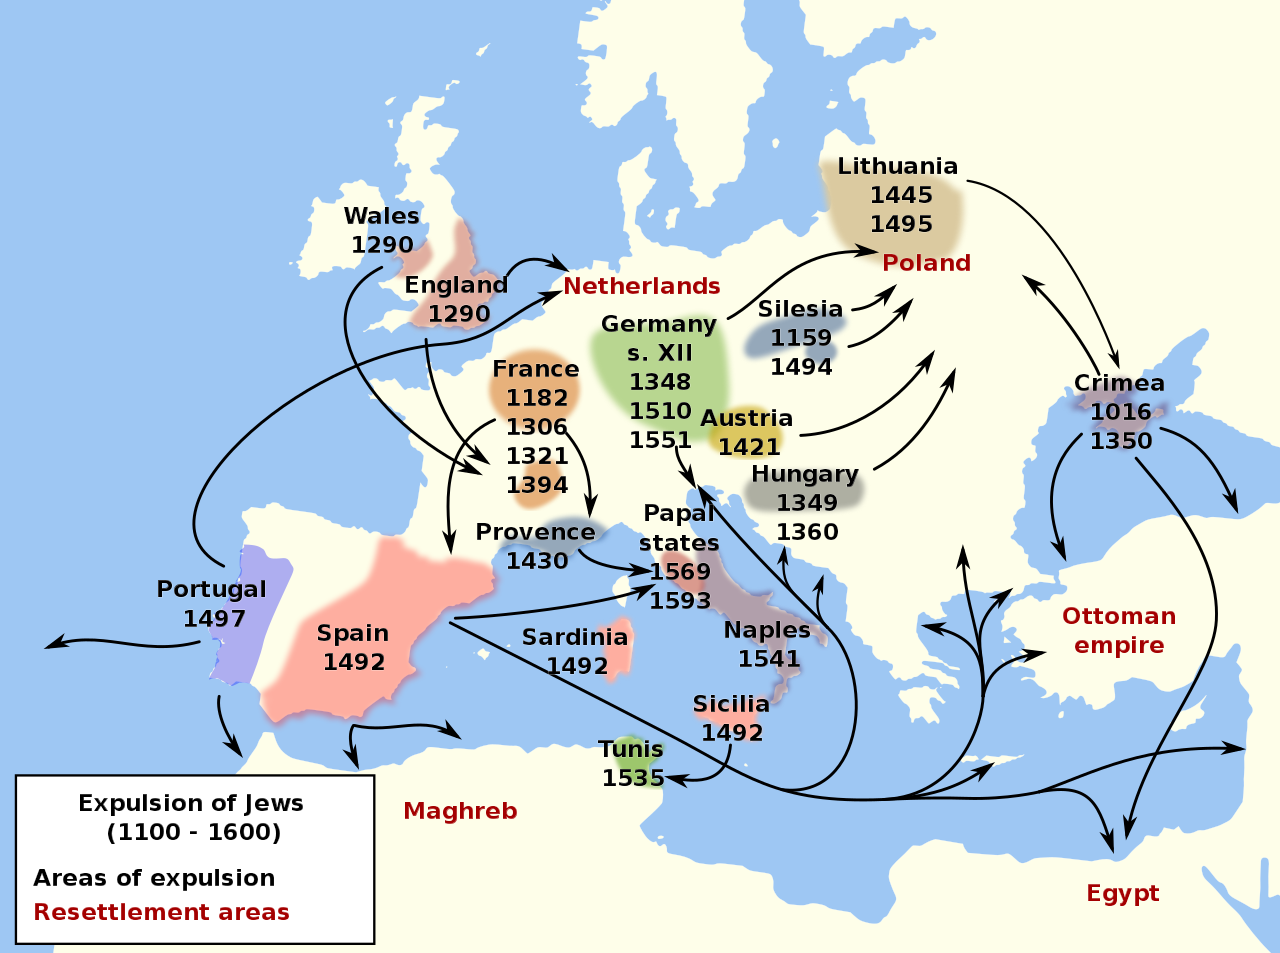 Lithuania
1445
1495
Poland
Wales
1290
England
1290
Netherlands
Silesia
1159
1494
Germany
s. XII
1348
1510
1551
France
1182
1306
1321
1394
Austria
1421
Crimea
1016
1350
Hungary
1349
1360
Provence
1430
Papal
states
1569
1593
Portugal
1497
Spain
1492
Sardinia
1492
Naples
1541
Ottoman
empire
Sicilia
1492
Tunis
1535
Maghreb
Egypt
Expulsion of Jews
(1100 - 1600)
Areas of expulsion
Resettlement areas